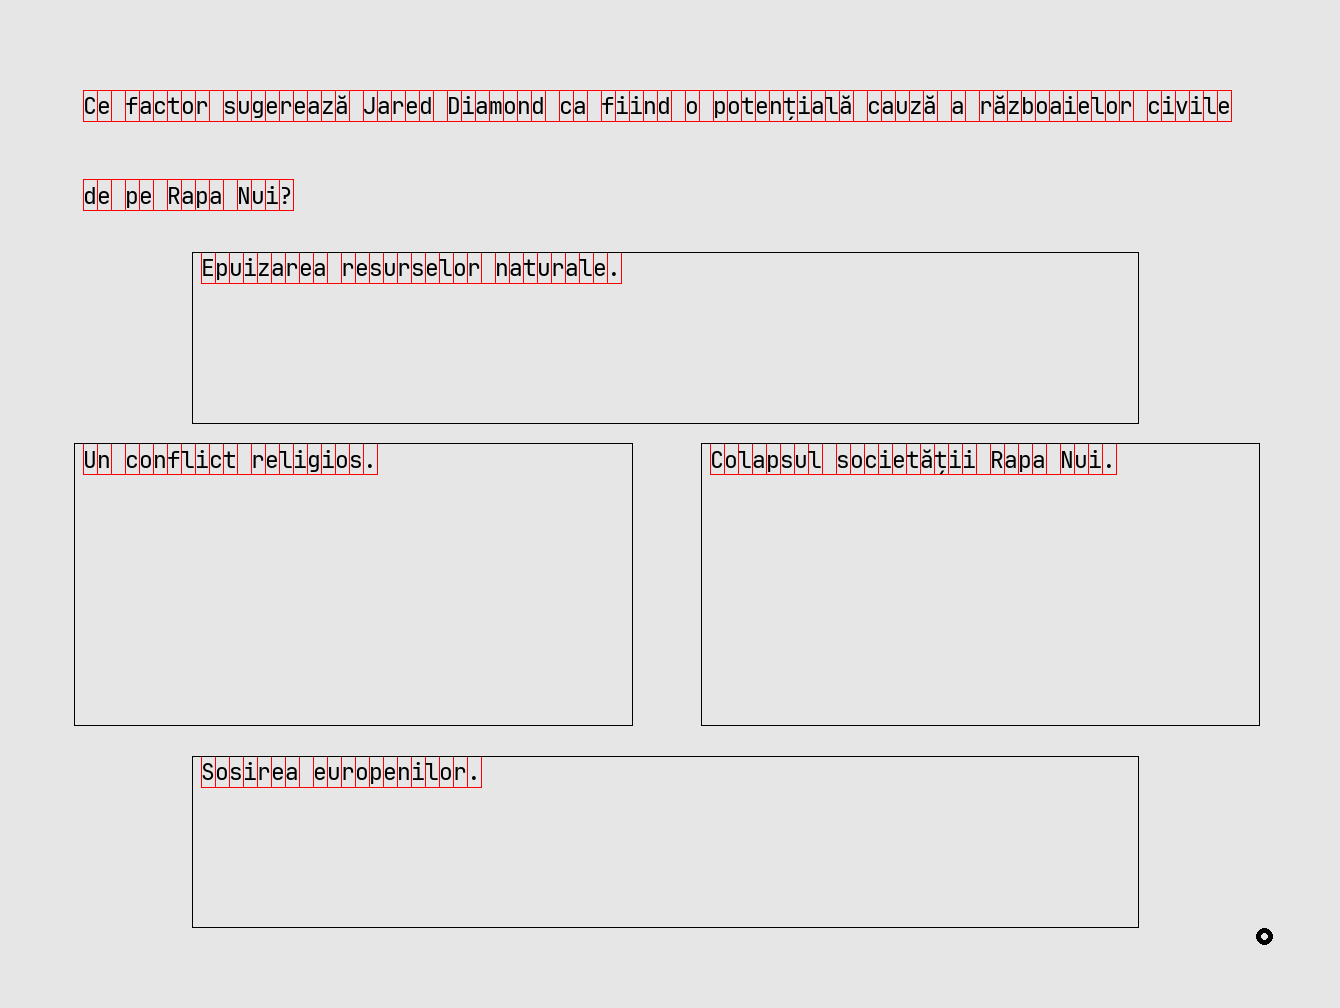 Ce factor sugerează Jared Diamond ca fiind o potențială cauză a războaielor civile
de pe Rapa Nui?
Epuizarea resurselor naturale.
Un conflict religios.
Colapsul societății Rapa Nui.
Sosirea europenilor.